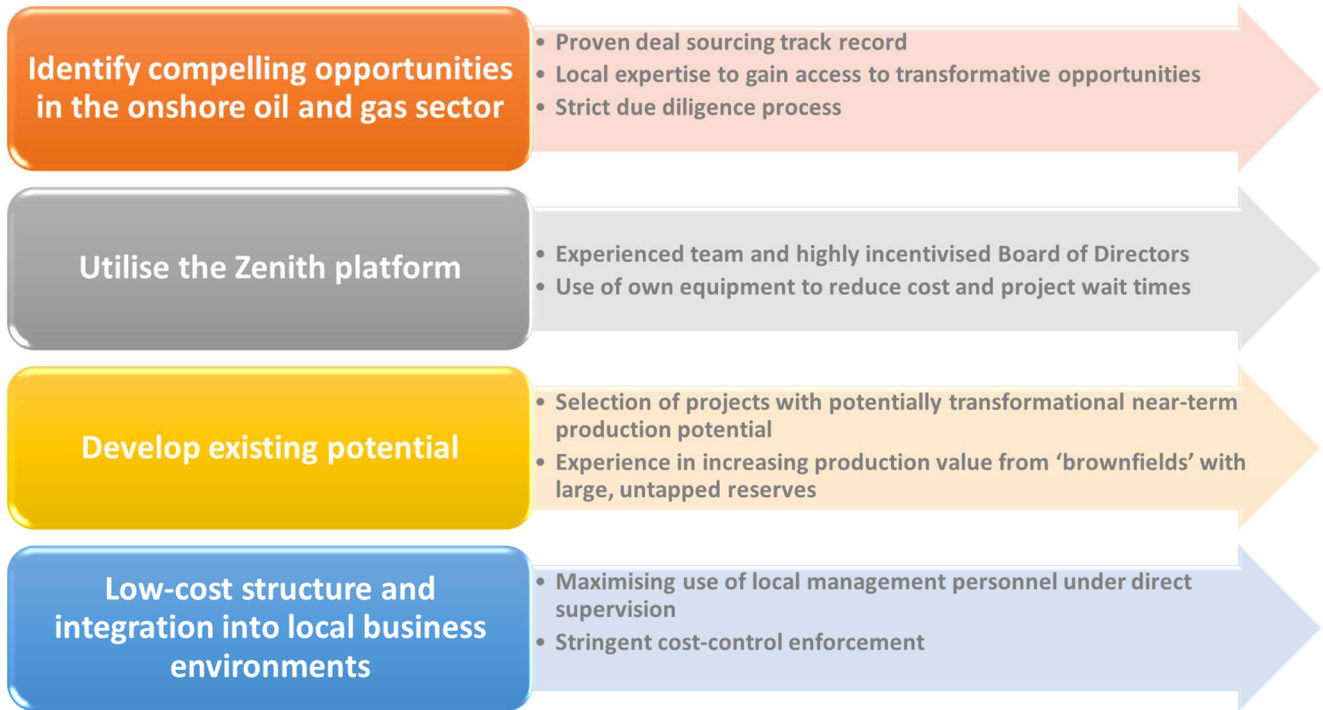 Identify compelling opportunities
in the onshore oil and gas sector
• Proven deal sourcing track record
• Local expertise to gain access to transformative opportunities
• Strict due diligence process
Utilise the Zenith platform
• Experienced team and highly incentivised Board of Directors
• Use of own equipment to reduce cost and project wait times
Develop existing potential
• Selection of projects with potentially transformational near-term
production potential
• Experience in increasing production value from ‘brownfields’ with
large, untapped reserves
Low-cost structure and
integration into local business
environments
• Maximising use of local management personnel under direct
supervision
• Stringent cost-control enforcement